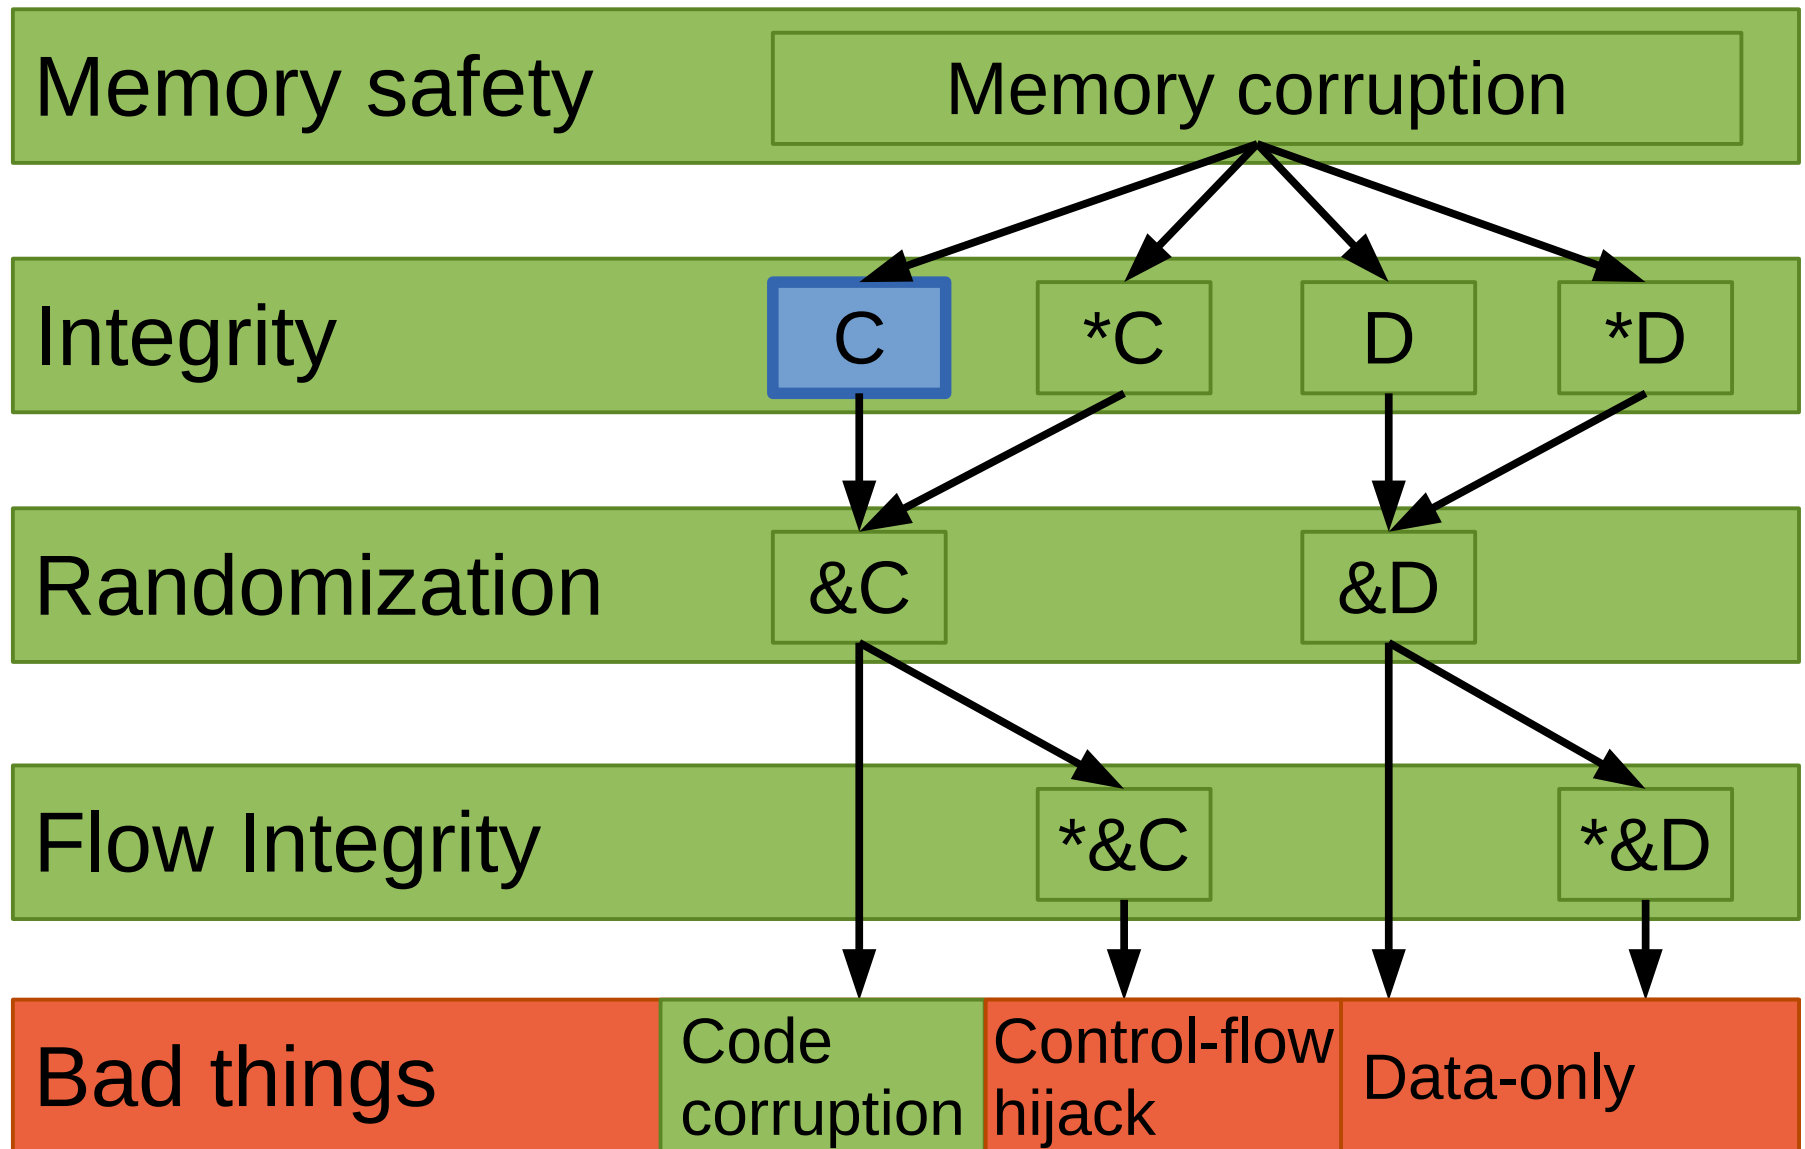 Memory safety
Memory corruption
Integrity
C
*C
D
*D
Randomization
&C
&D
Flow Integrity
*&C
*&D
Bad things
Code
corruption
Control-flow
hijack
Data-only